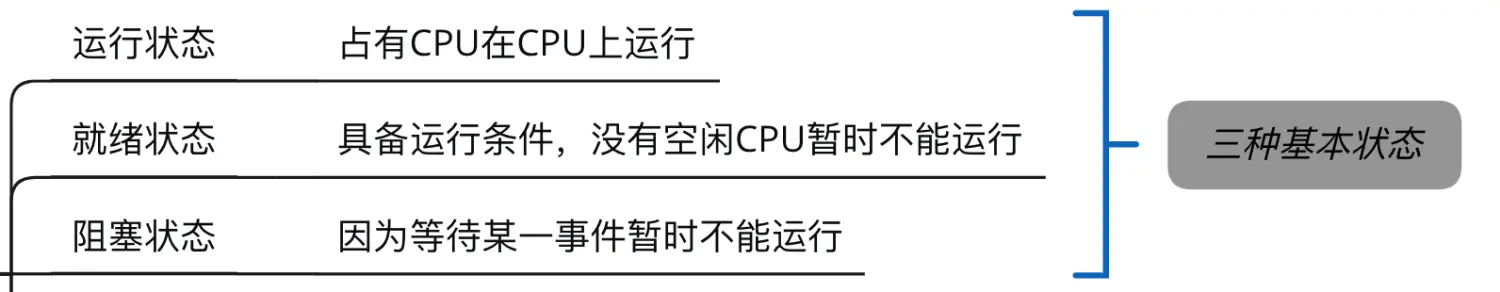 运行状态 占有CPU在CPU上运行
就绪状态 具备运行条件，没有空闲CPU暂时不能运行
三种基本状态
阻塞状态 因为等待某一事件暂时不能运行